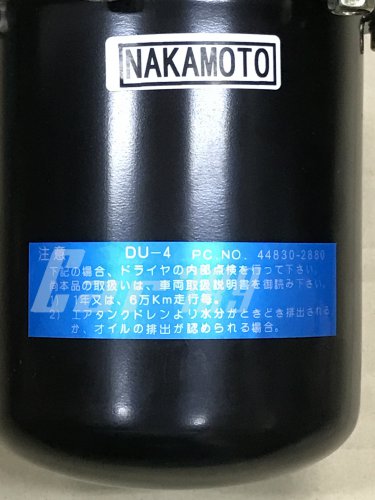 NAKAMOTO
注意 DU-4 PC NO. 44830-2880
下記の場合、ドライヤの内部点検を行って下さい。
尚本品の取扱いは、車両取扱説明書を御読み下さい。
1) 1年又は、6万Km走行毎。
2) エアタンクドレンより水分がときどき排出される
か、オイルの排出が認められる場合。